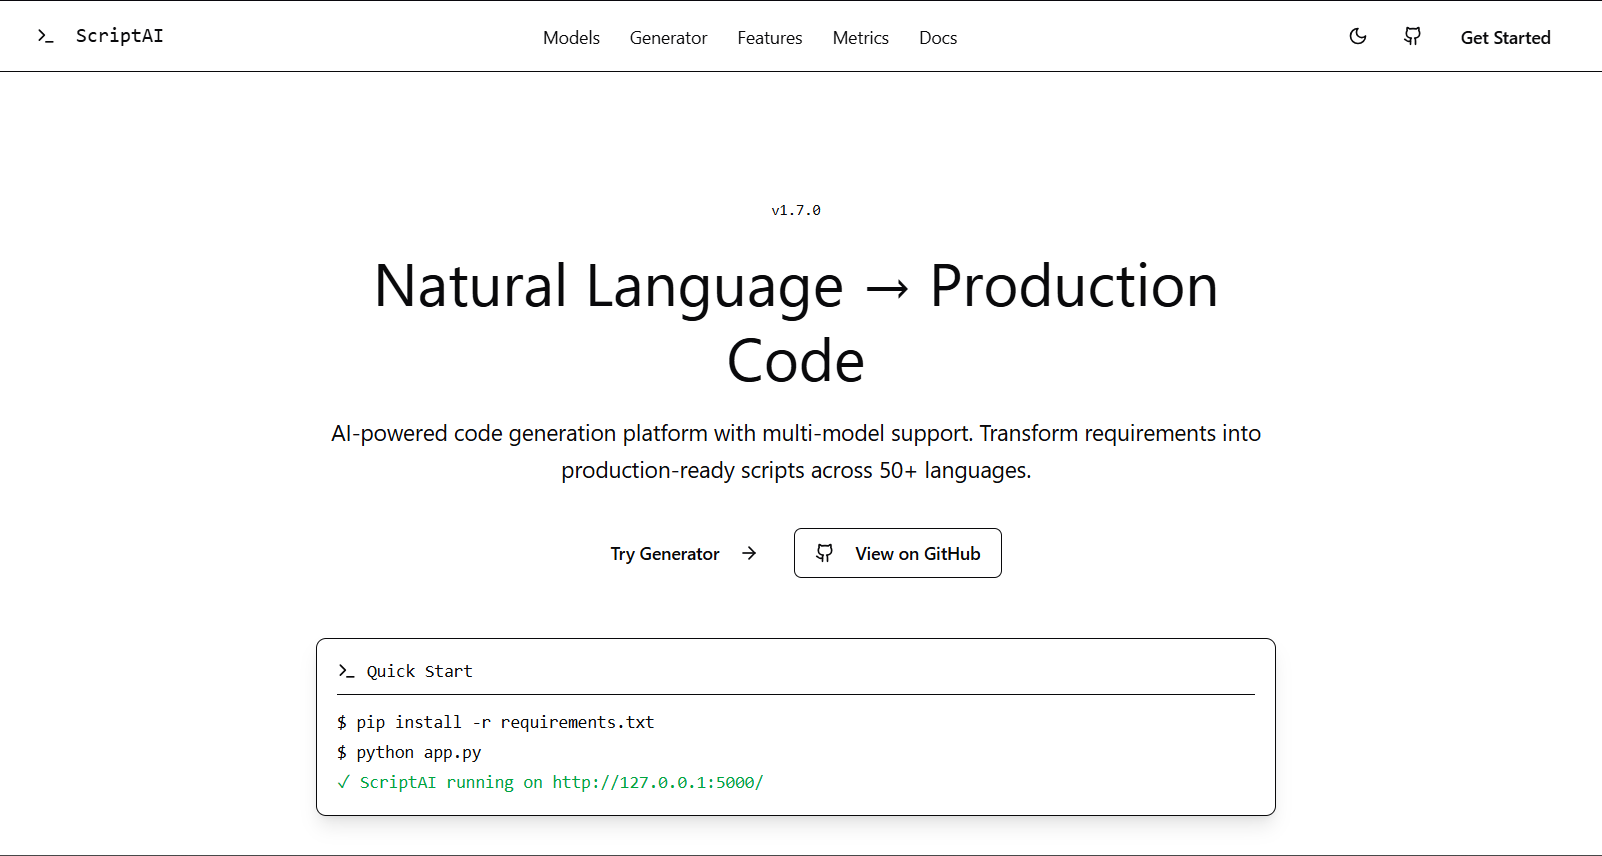 >_ ScriptAI
Models
Generator
Features
Metrics
Docs
Get Started
v1.7.0
Natural Language → Production
Code
AI-powered code generation platform with multi-model support. Transform requirements into
production-ready scripts across 50+ languages.
Try Generator →
View on GitHub
>_ Quick Start
$ pip install -r requirements.txt
$ python app.py
✓ ScriptAI running on http://127.0.0.1:5000/